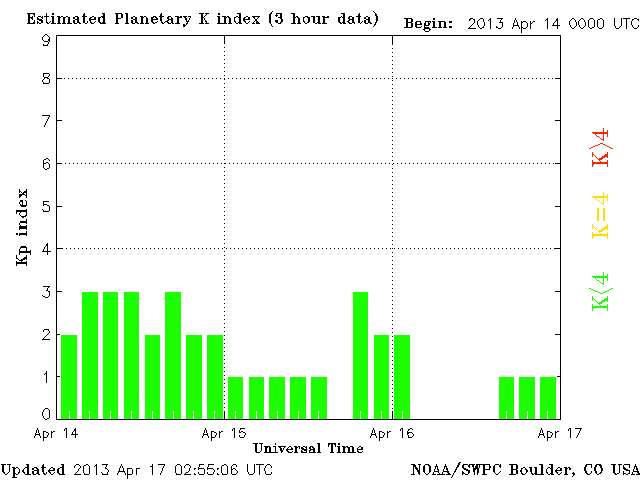 Estimated Planetary K index (3 hour data) Begin: 2013 Apr 14 0000 UTC
9
8
7
6
5
4
3
2
1
0
Kp index
K>4
K=4
K<4
Apr 14 Apr 15 Apr 16 Apr 17
Universal Time
Updated 2013 Apr 17 02:55:06 UTC NOAA/SWPC Boulder, CO USA